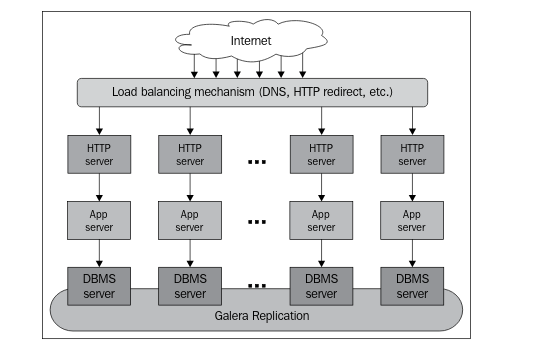 Internet
Load balancing mechanism (DNS, HTTP redirect, etc.)
HTTP
server
HTTP
server
...
HTTP
server
HTTP
server
App
server
App
server
...
App
server
App
server
DBMS
server
DBMS
server
...
DBMS
server
DBMS
server
Galera Replication